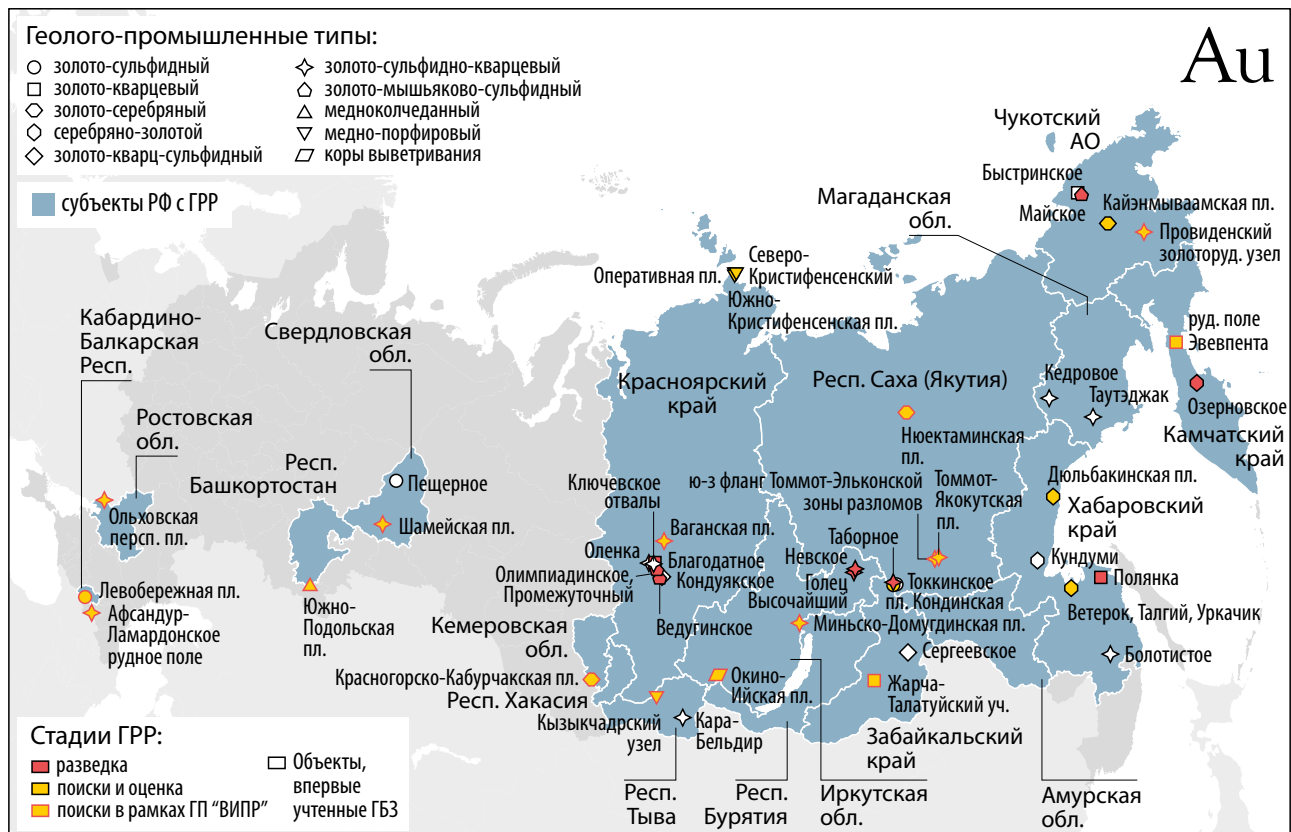 Геолого-промышленные типы:
золото-сульфидный
золото-кварцевый
золото-серебряный
серебряно-золотой
золото-кварц-сульфидный
золото-сульфидно-кварцевый
золото-мышьяково-сульфидный
медноколчеданный
медно-порфировый
коры выветривания
субъекты РФ с ГРР
Au
Чукотский
АО
Быстринское
Майское
Кайэнмываамская пл.
Провиденский
золоторуд. узел
Магаданская
обл.
Оперативная пл.
Северо-
Кристифенсенский
Южно-
Кристифенсенская пл.
Кабардино-
Балкарская
Респ.
Свердловская
обл.
руд. поле
Эвевпента
Красноярский
край
Респ. Саха (Якутия)
Кедровое
Таутэджак
Озерновское
Камчатский
край
Ростовская
обл.
Нюектаминская
пл.
Респ.
Башкортостан
Пещерное
Ключевское
отвалы
ю-з фланг Томмот-Эльконской
зоны разломов
Томмот-
Якокутская
пл.
Дюльбакинская пл.
Хабаровский
край
Ольховская
персп. пл.
Шамейская пл.
Ваганская пл.
Таборное
Оленка
Благодатное
Невское
Кундуми
Олимпиадинское,
Промежуточный
Кондуякское
Голец
Высочайший
Токкинское
пл. Кондинская
Полянка
Левобережная пл.
Афсандур-
Ламардонское
рудное поле
Южно-
Подольская
пл.
Ведугинское
Миньско-Домугдинская пл.
Ветерок, Талгий, Уркачик
Кемеровская
обл.
Сергеевское
Болотистое
Красногорско-Кабурчакская пл.
Респ. Хакасия
Окино-
Ийская пл.
Жарча-
Талатуйский уч.
Кызыкчадрский
узел
Кара-
Бельдир
Забайкальский
край
Стадии ГРР:
разведка
поиски и оценка
поиски в рамках ГП "ВИПР"
Объекты,
впервые
учтенные ГБЗ
Респ.
Тыва
Респ.
Бурятия
Иркутская
обл.
Амурская
обл.